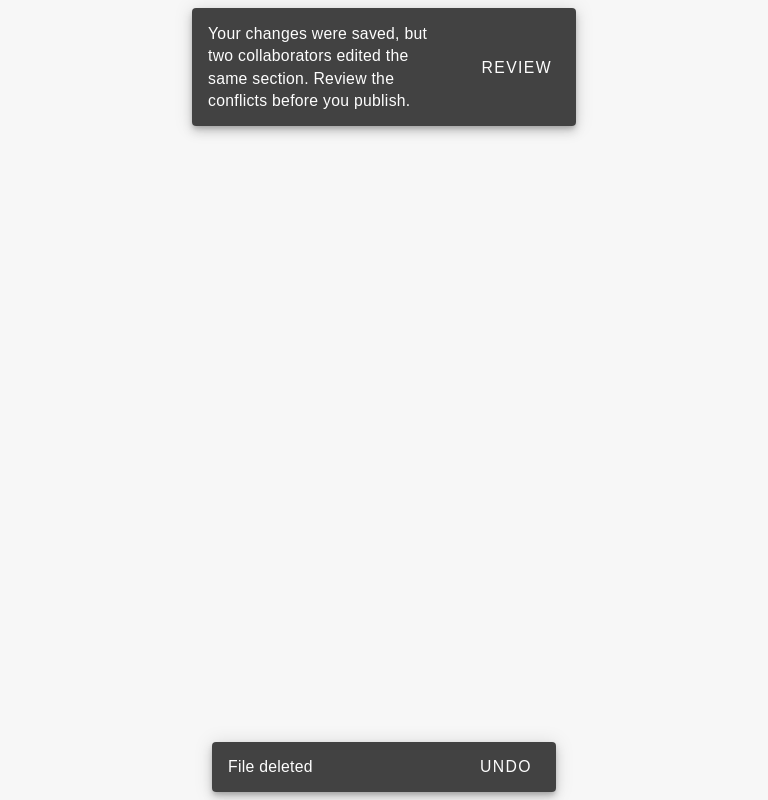 Your changes were saved, but
two collaborators edited the
same section. Review the
conflicts before you publish.
REVIEW
File deleted
UNDO